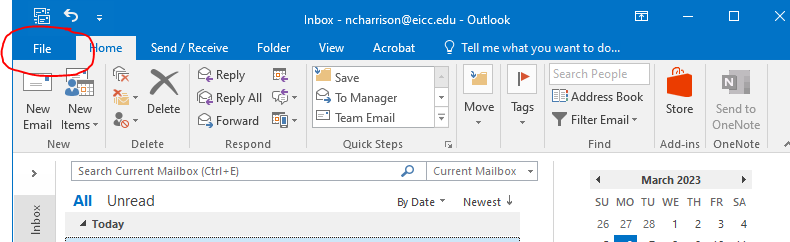 Inbox - ncharrison@eicc.edu - Outlook
File Home Send / Receive Folder View Acrobat Tell me what you want to do...
New Email
New Items
Delete
Reply
Reply All
Forward
Save
To Manager
Team Email
Move
Tags
Search People
Address Book
Filter Email
Store
Send to OneNote
New Delete Respond Quick Steps Find Add-ins OneNote
Search Current Mailbox (Ctrl+E) Current Mailbox
All Unread By Date Newest
Today
Inbox
March 2023
SU MO TU WE TH FR SA
26 27 28 1 2 3 4